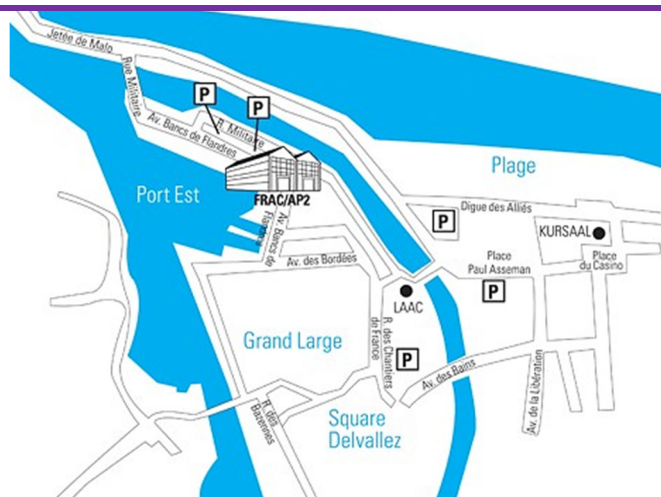 Jetée de Malo
Rue Militaire
P
P
R. Militaire
Av. Bancs de Flandres
Plage
Port Est
FRAC/AP2
Digue des Alliés
P
KURSAAL
Av. Bancs de
Flandres
Place
Paul Asseman
Place
du Casino
Av. des Bordées
P
LAAC
Grand Large
R. des Chantiers
de France
P
Av. des Bains
Av. de la Libération
R. des
Bazennes
Square
Delvallez